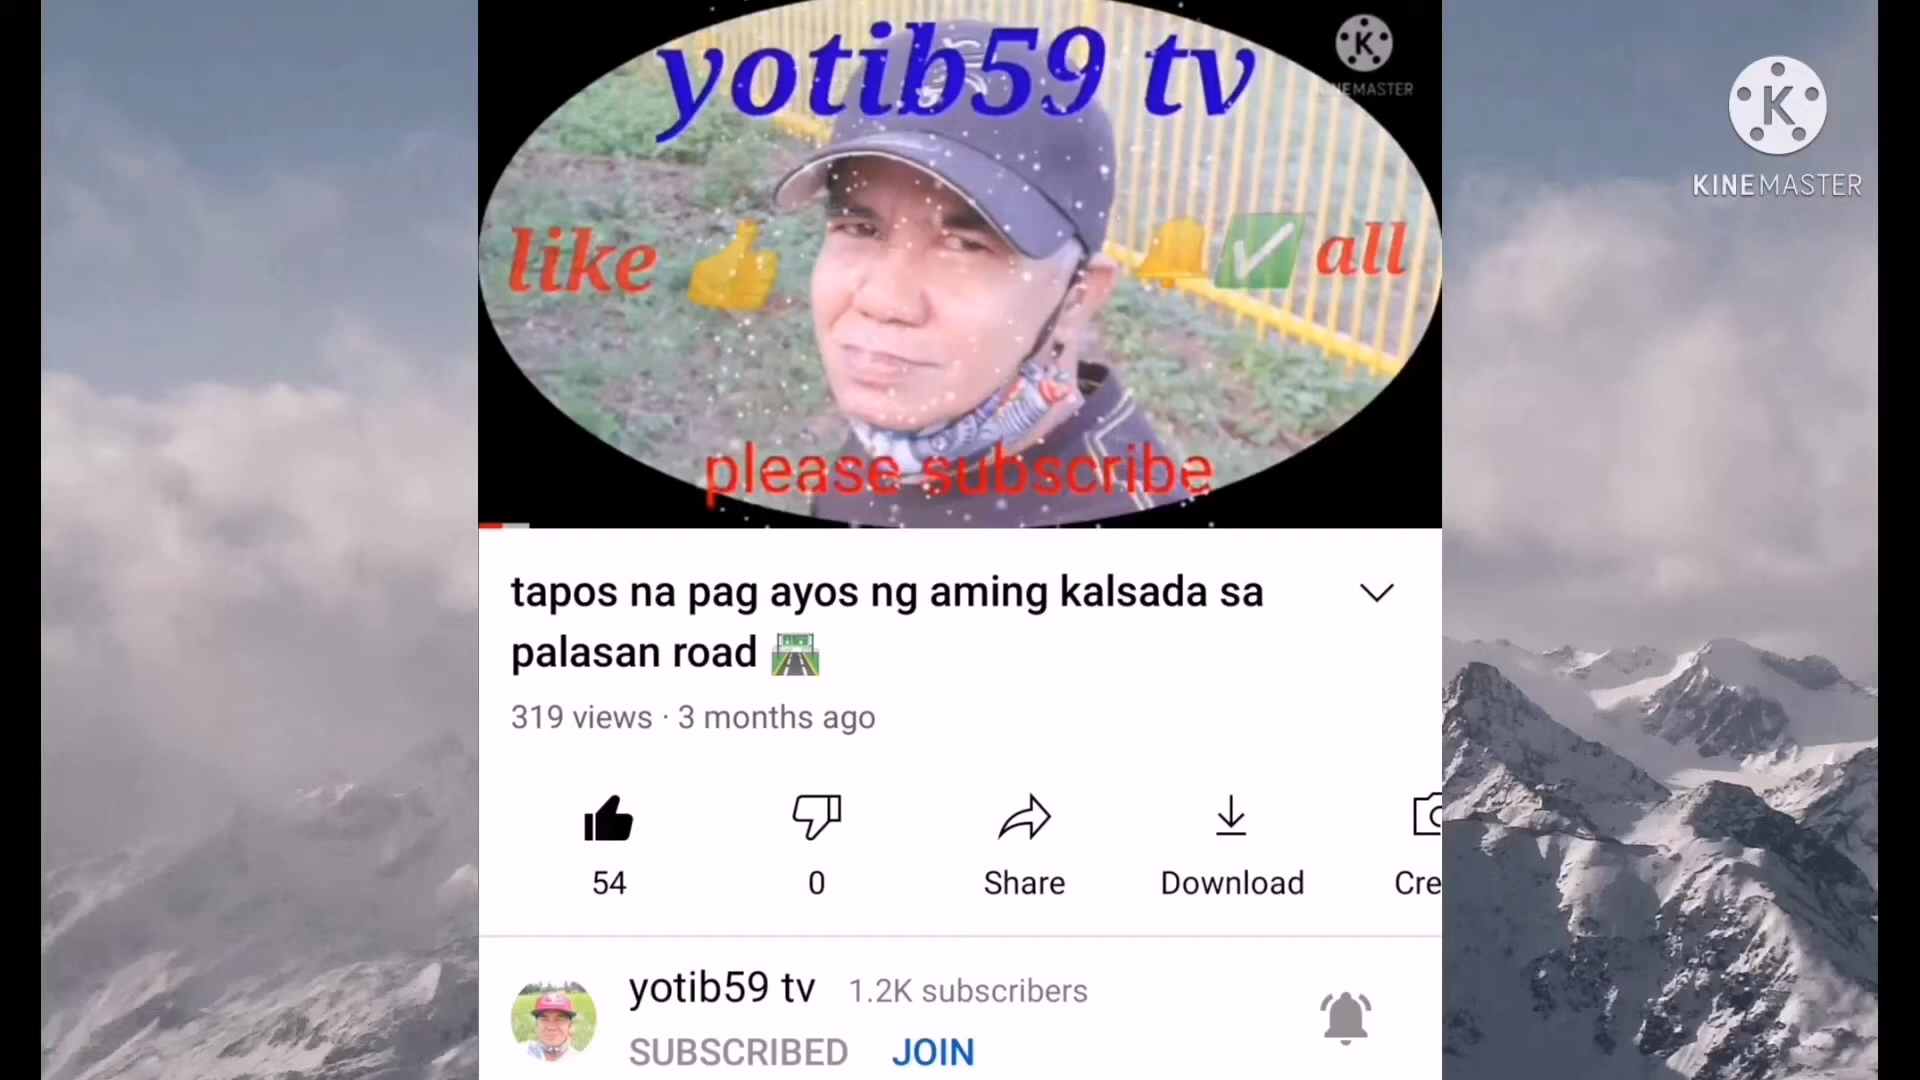 yotib59 tv
K
KINEMASTER
like 👍 🔔✅ all
please subscribe
K
KINEMASTER
tapos na pag ayos ng aming kalsada sa
palasan road 🛣️
319 views · 3 months ago
54
0
Share
Download
Cre
yotib59 tv 1.2K subscribers
SUBSCRIBED JOIN